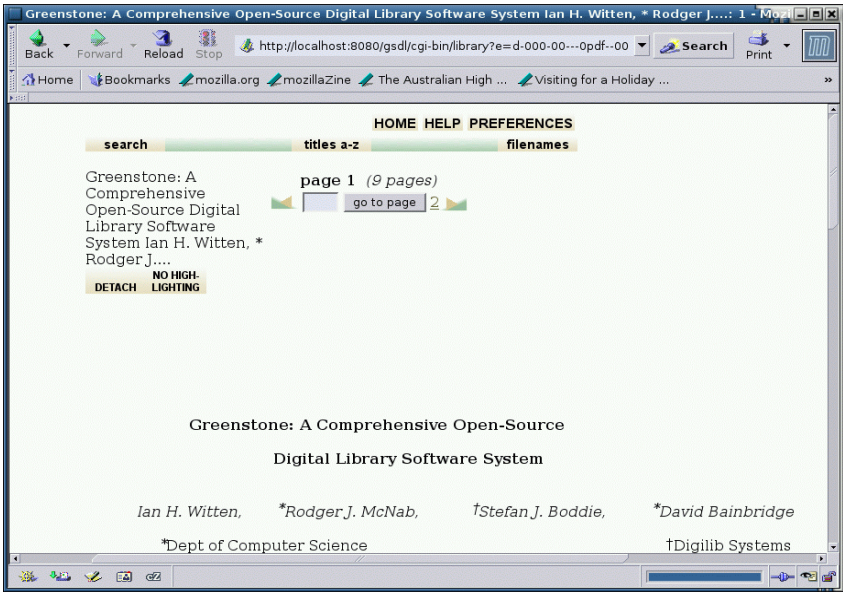 Greenstone: A Comprehensive Open-Source Digital Library Software System Ian H. Witten, * Rodger J....: 1 - Mozi
Back Forward Reload Stop http://localhost:8080/gsdl/cgi-bin/library?e=d-000-00---0pdf--00 Search Print
Home Bookmarks mozilla.org mozillaZine The Australian High ... Visiting for a Holiday ... »
HOME HELP PREFERENCES
search titles a-z filenames
Greenstone: A
Comprehensive
Open-Source Digital
Library Software
System Ian H. Witten, *
Rodger J....
page 1 (9 pages)
go to page 2
DETACH NO HIGH-
LIGHTING
Greenstone: A Comprehensive Open-Source
Digital Library Software System
Ian H. Witten, *Rodger J. McNab, †Stefan J. Boddie, *David Bainbridge
*Dept of Computer Science †Digilib Systems